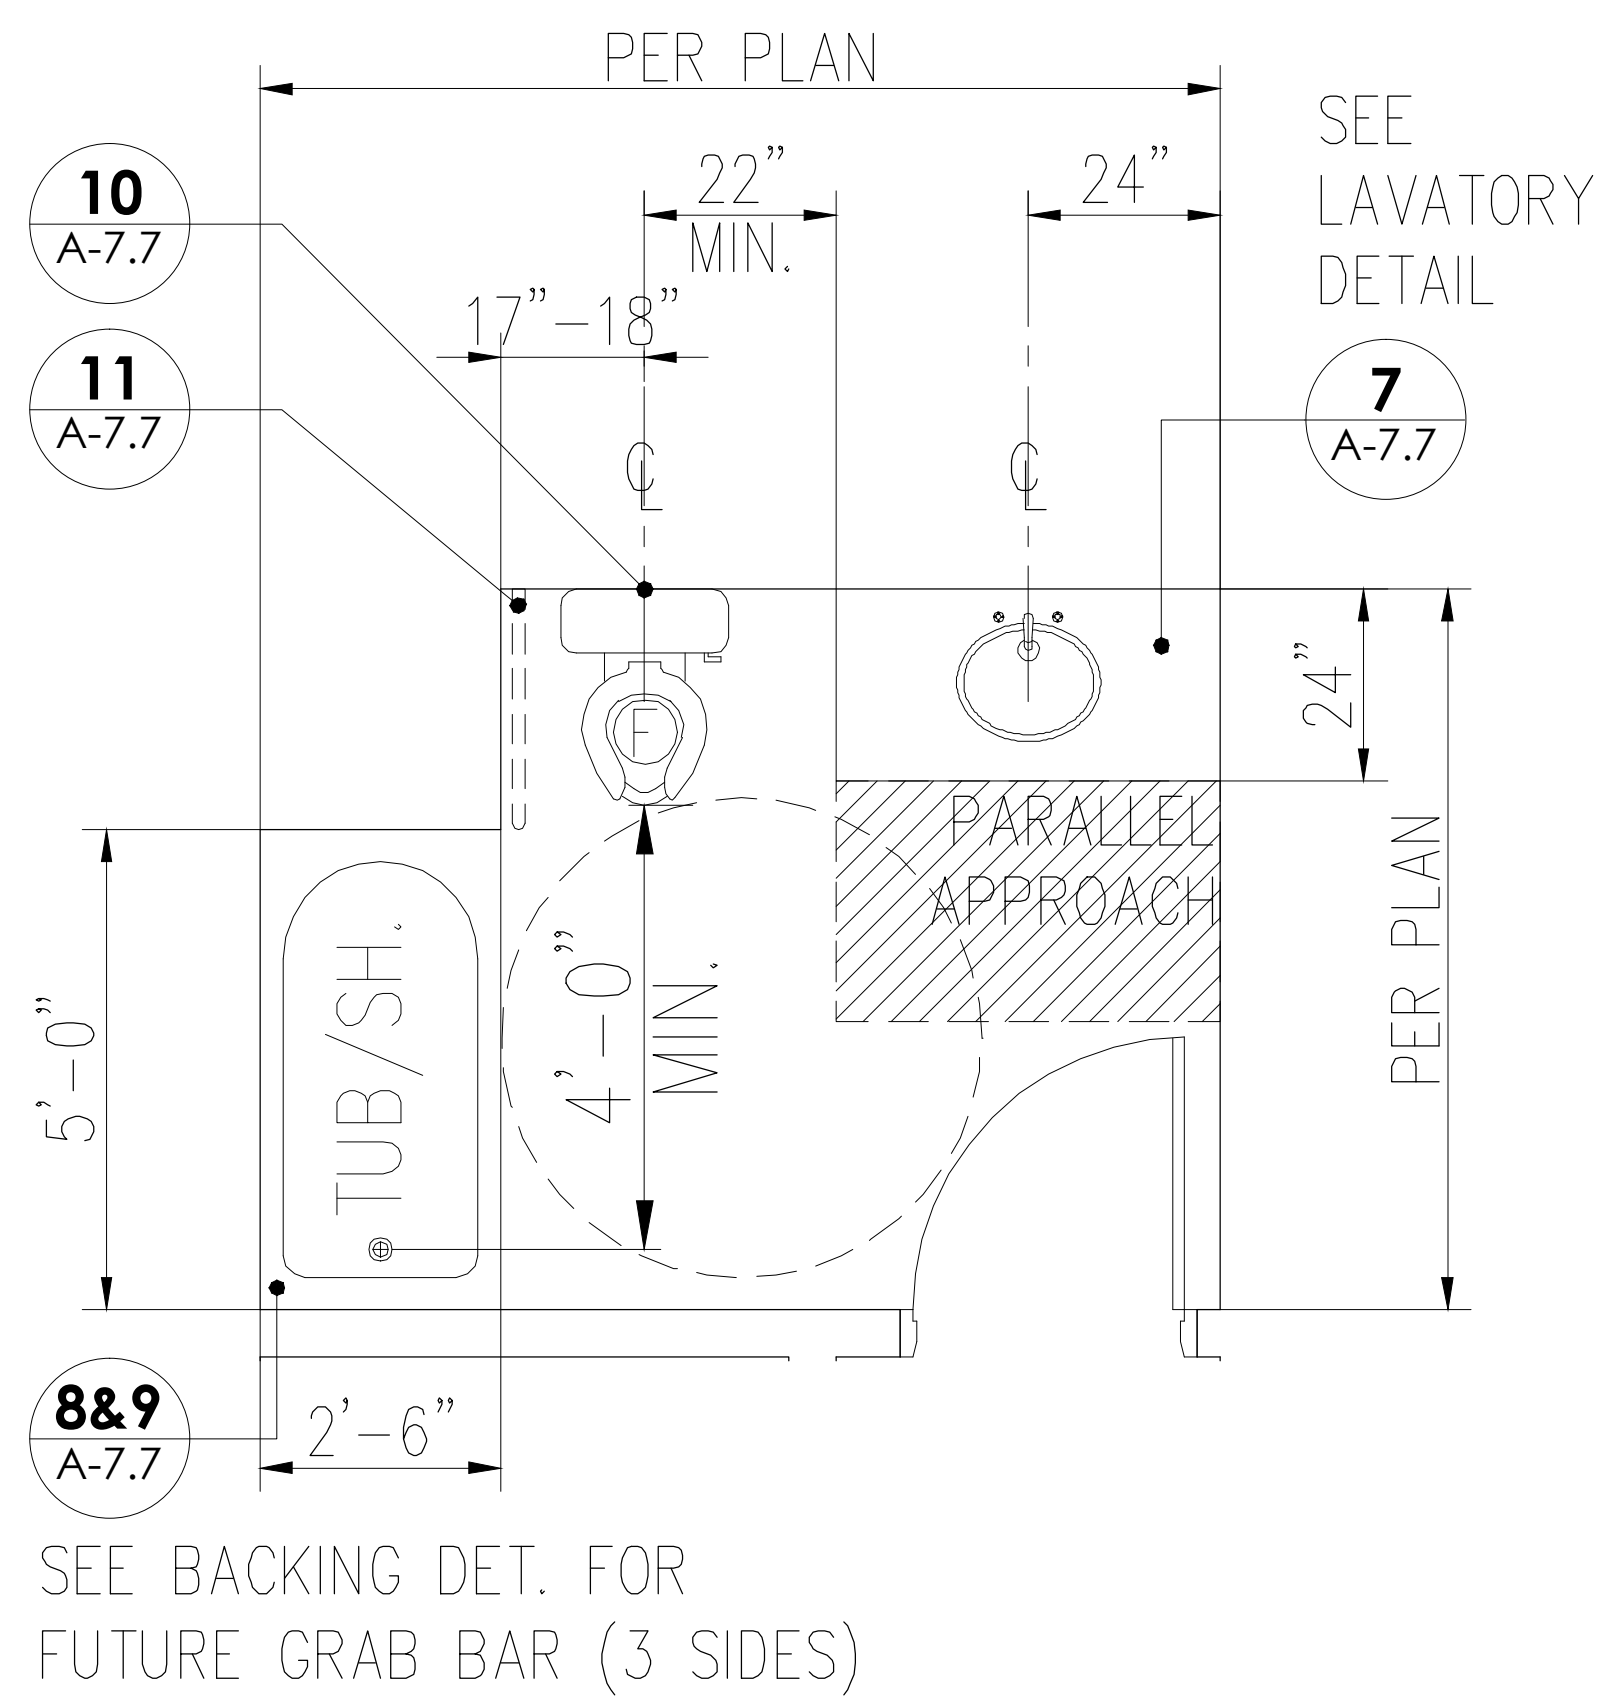 PER PLAN
SEE
LAVATORY
DETAIL
10
A-7.7
22”
MIN.
24”
17”-18”
11
A-7.7
7
A-7.7
CL
CL
24”
F
PARALLEL
APPROACH
PER PLAN
5’-0”
TUB/SH.
4’-0”
MIN.
8&9
A-7.7
2’-6”
SEE BACKING DET. FOR
FUTURE GRAB BAR (3 SIDES)